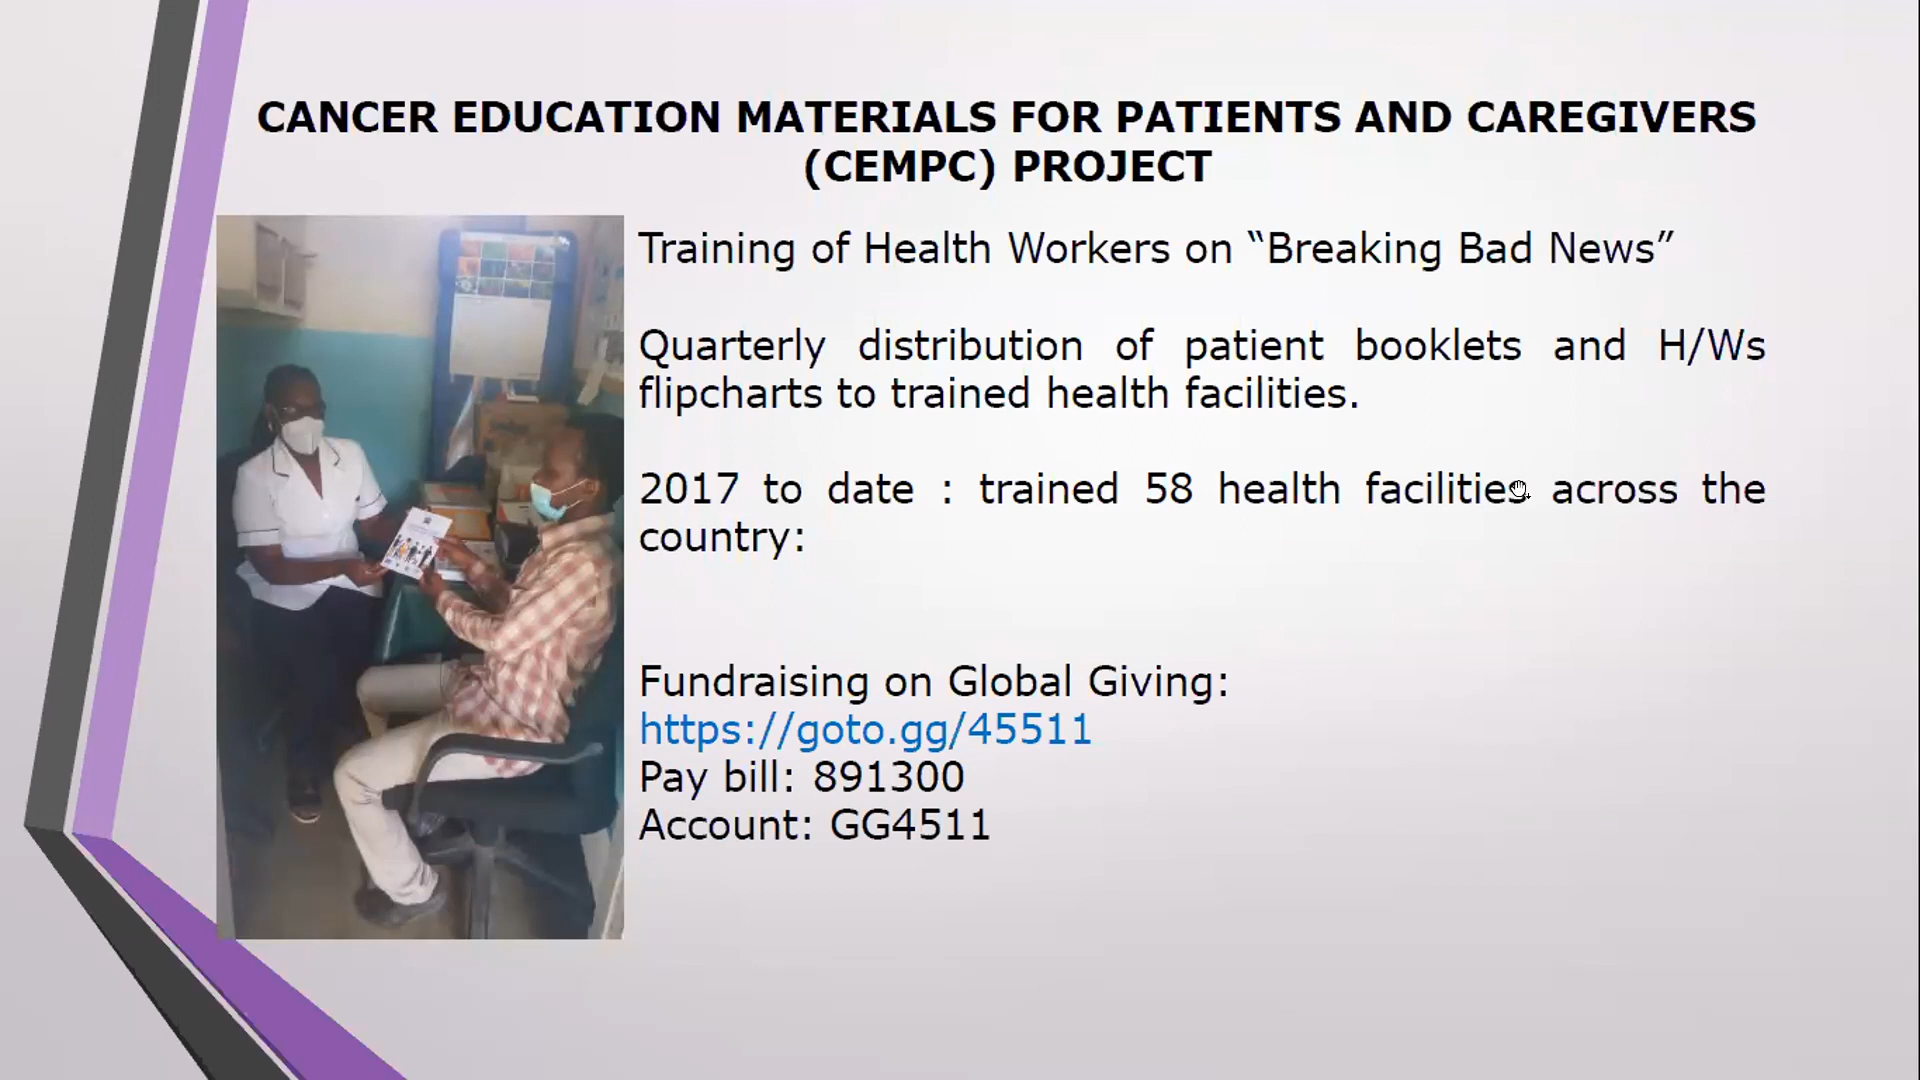 CANCER EDUCATION MATERIALS FOR PATIENTS AND CAREGIVERS
(CEMPC) PROJECT
Training of Health Workers on “Breaking Bad News”
Quarterly distribution of patient booklets and H/Ws
flipcharts to trained health facilities.
2017 to date : trained 58 health facilities across the
country:
Fundraising on Global Giving:
https://goto.gg/45511
Pay bill: 891300
Account: GG4511